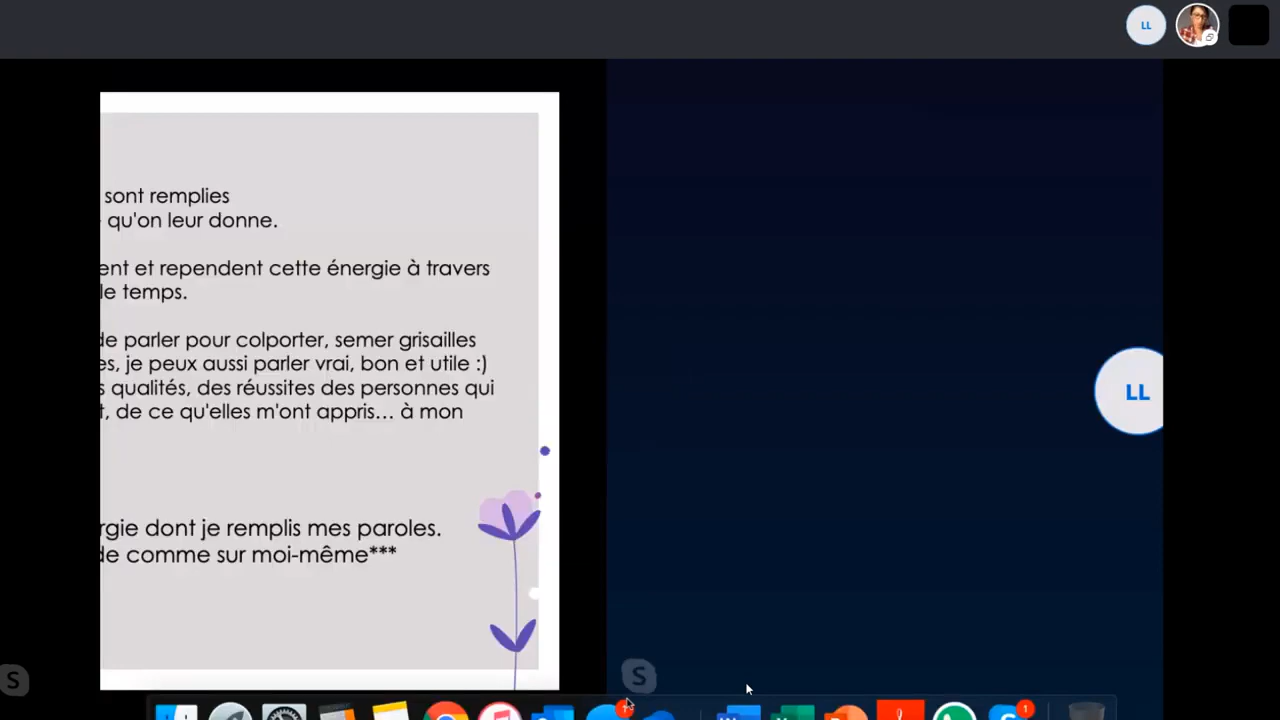 LL
sont remplies
qu'on leur donne.
ent et rependent cette énergie à travers
le temps.
de parler pour colporter, semer grisailles
es, je peux aussi parler vrai, bon et utile :)
s qualités, des réussites des personnes qui
t, de ce qu'elles m'ont appris... à mon
LL
rgie dont je remplis mes paroles.
de comme sur moi-même***
S
S
1